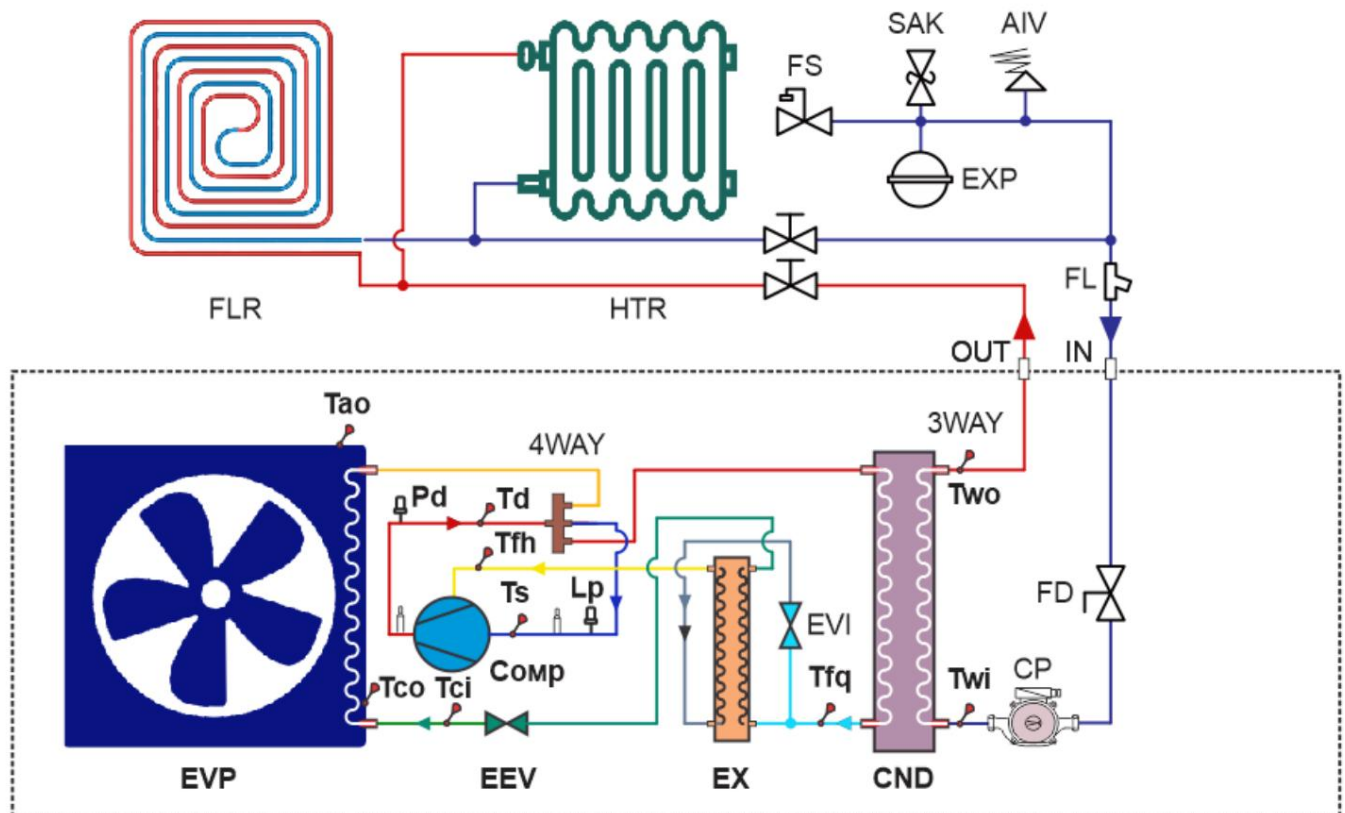 SAK
AIV
FS
EXP
FLR
HTR
FL
OUT
IN
Tao
4WAY
3WAY
Pd
Td
Two
Tfh
Ts
Lp
FD
EVI
Comp
Tco
Tci
Tfq
Twi
CP
EVP
EEV
EX
CND